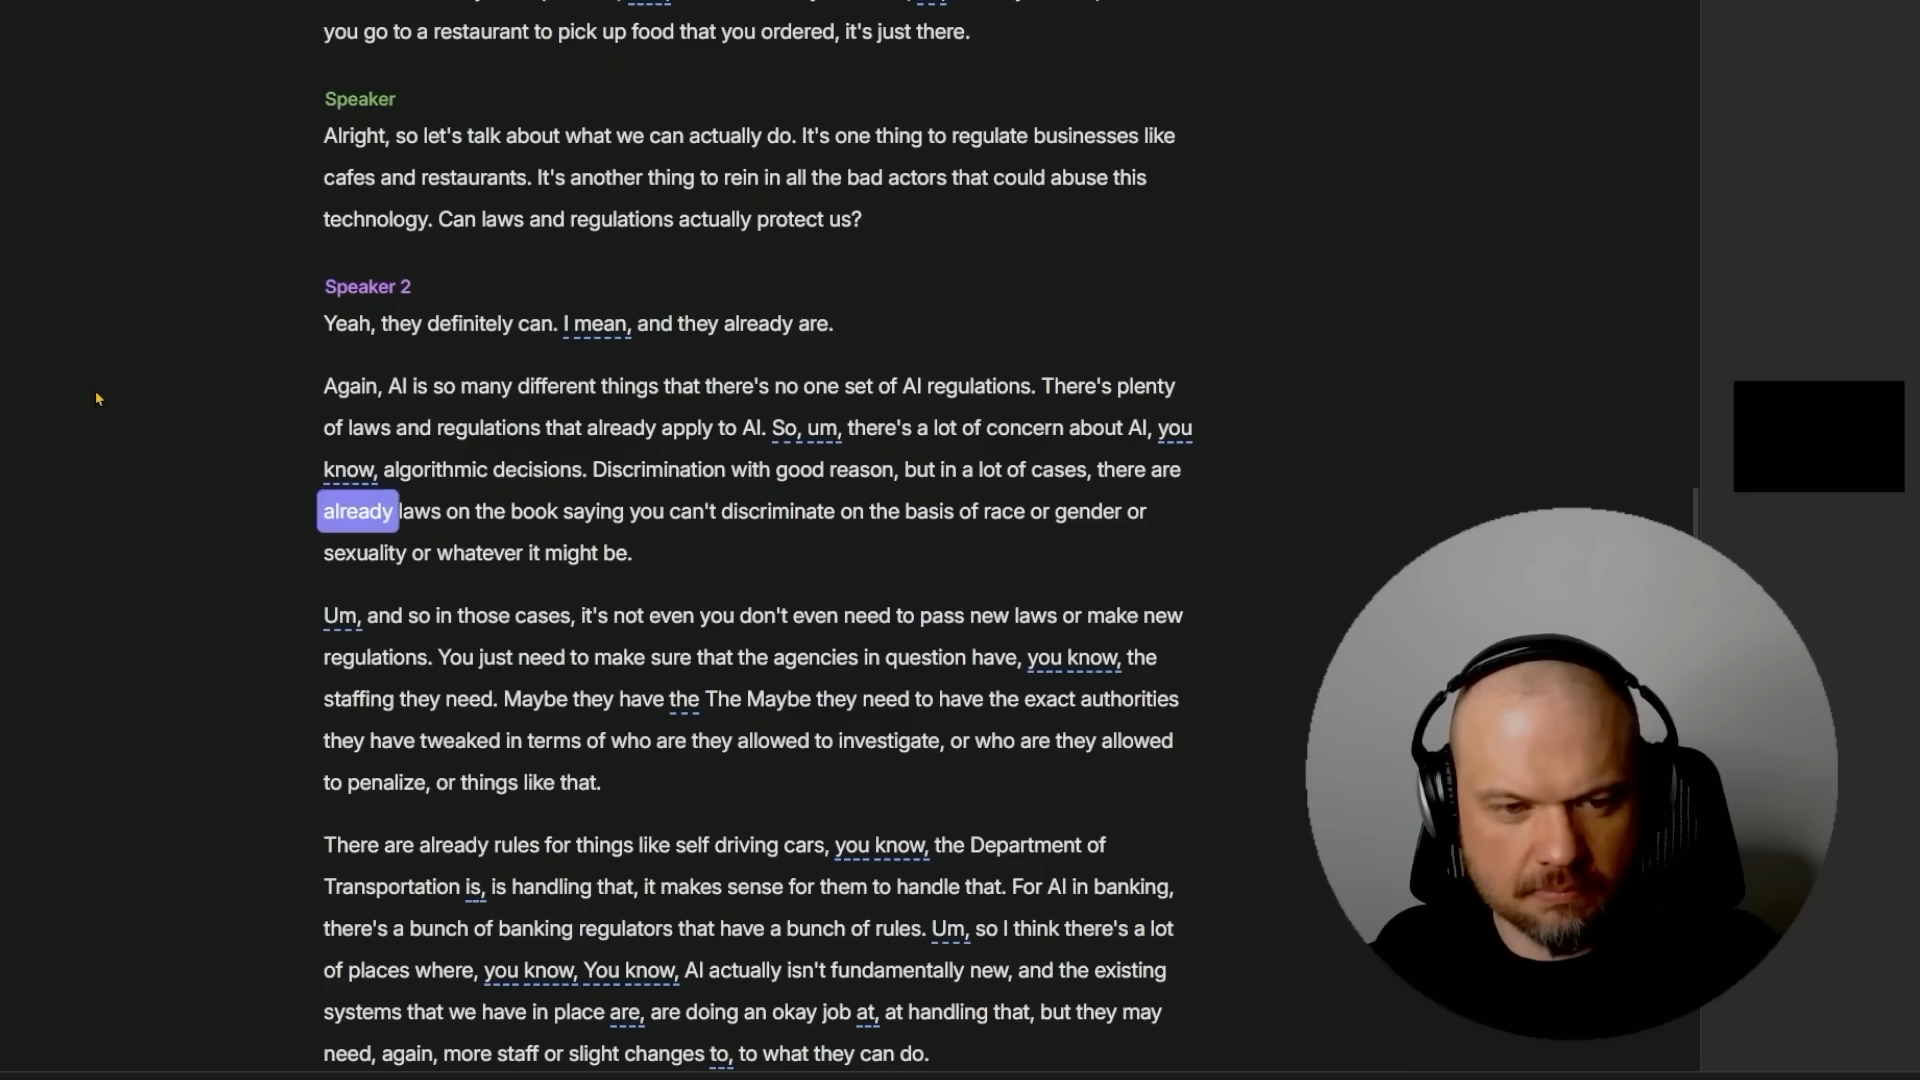 you go to a restaurant to pick up food that you ordered, it's just there.
Speaker
Alright, so let's talk about what we can actually do. It's one thing to regulate businesses like
cafes and restaurants. It's another thing to rein in all the bad actors that could abuse this
technology. Can laws and regulations actually protect us?
Speaker 2
Yeah, they definitely can. I mean, and they already are.
Again, AI is so many different things that there's no one set of AI regulations. There's plenty
of laws and regulations that already apply to AI. So, um, there's a lot of concern about AI, you
know, algorithmic decisions. Discrimination with good reason, but in a lot of cases, there are
already laws on the book saying you can't discriminate on the basis of race or gender or
sexuality or whatever it might be.
Um, and so in those cases, it's not even you don't even need to pass new laws or make new
regulations. You just need to make sure that the agencies in question have, you know, the
staffing they need. Maybe they have the The Maybe they need to have the exact authorities
they have tweaked in terms of who are they allowed to investigate, or who are they allowed
to penalize, or things like that.
There are already rules for things like self driving cars, you know, the Department of
Transportation is, is handling that, it makes sense for them to handle that. For AI in banking,
there's a bunch of banking regulators that have a bunch of rules. Um, so I think there's a lot
of places where, you know, You know, AI actually isn't fundamentally new, and the existing
systems that we have in place are, are doing an okay job at, at handling that, but they may
need, again, more staff or slight changes to, to what they can do.